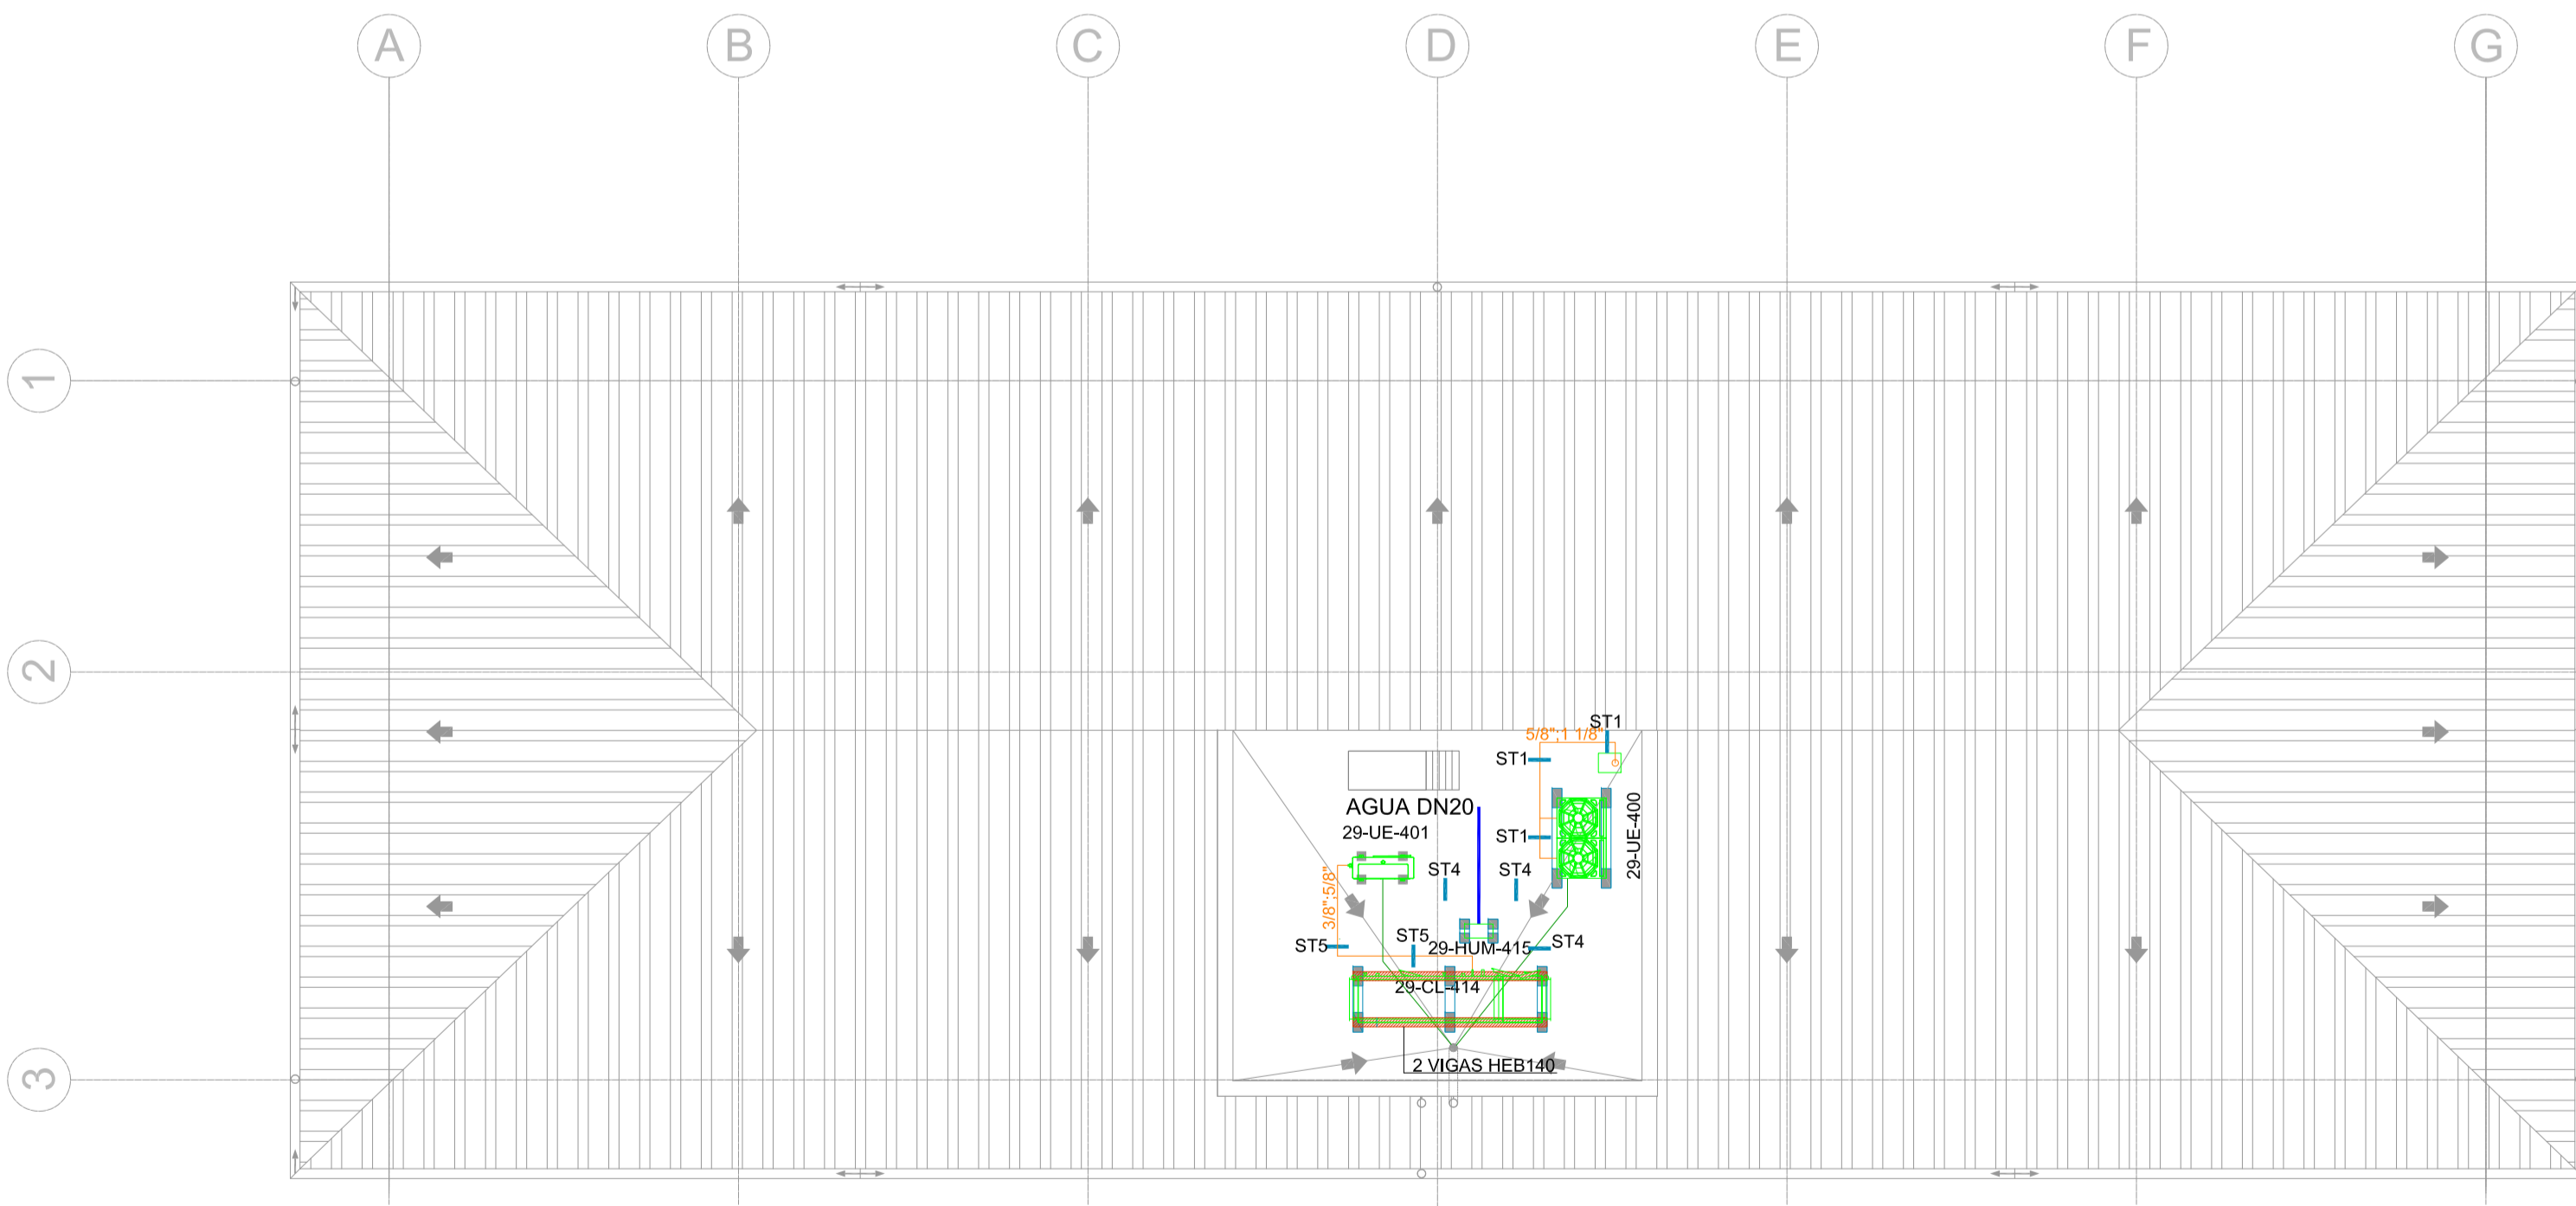 A
B
C
D
E
F
G
1
2
3
ST1
5/8";1 1/8"
ST1
AGUA DN20
29-UE-401
ST1
29-UE-400
ST4
ST4
3/8";5/8"
ST5
ST5
29-HUM-415
ST4
29-CL-414
2 VIGAS HEB140